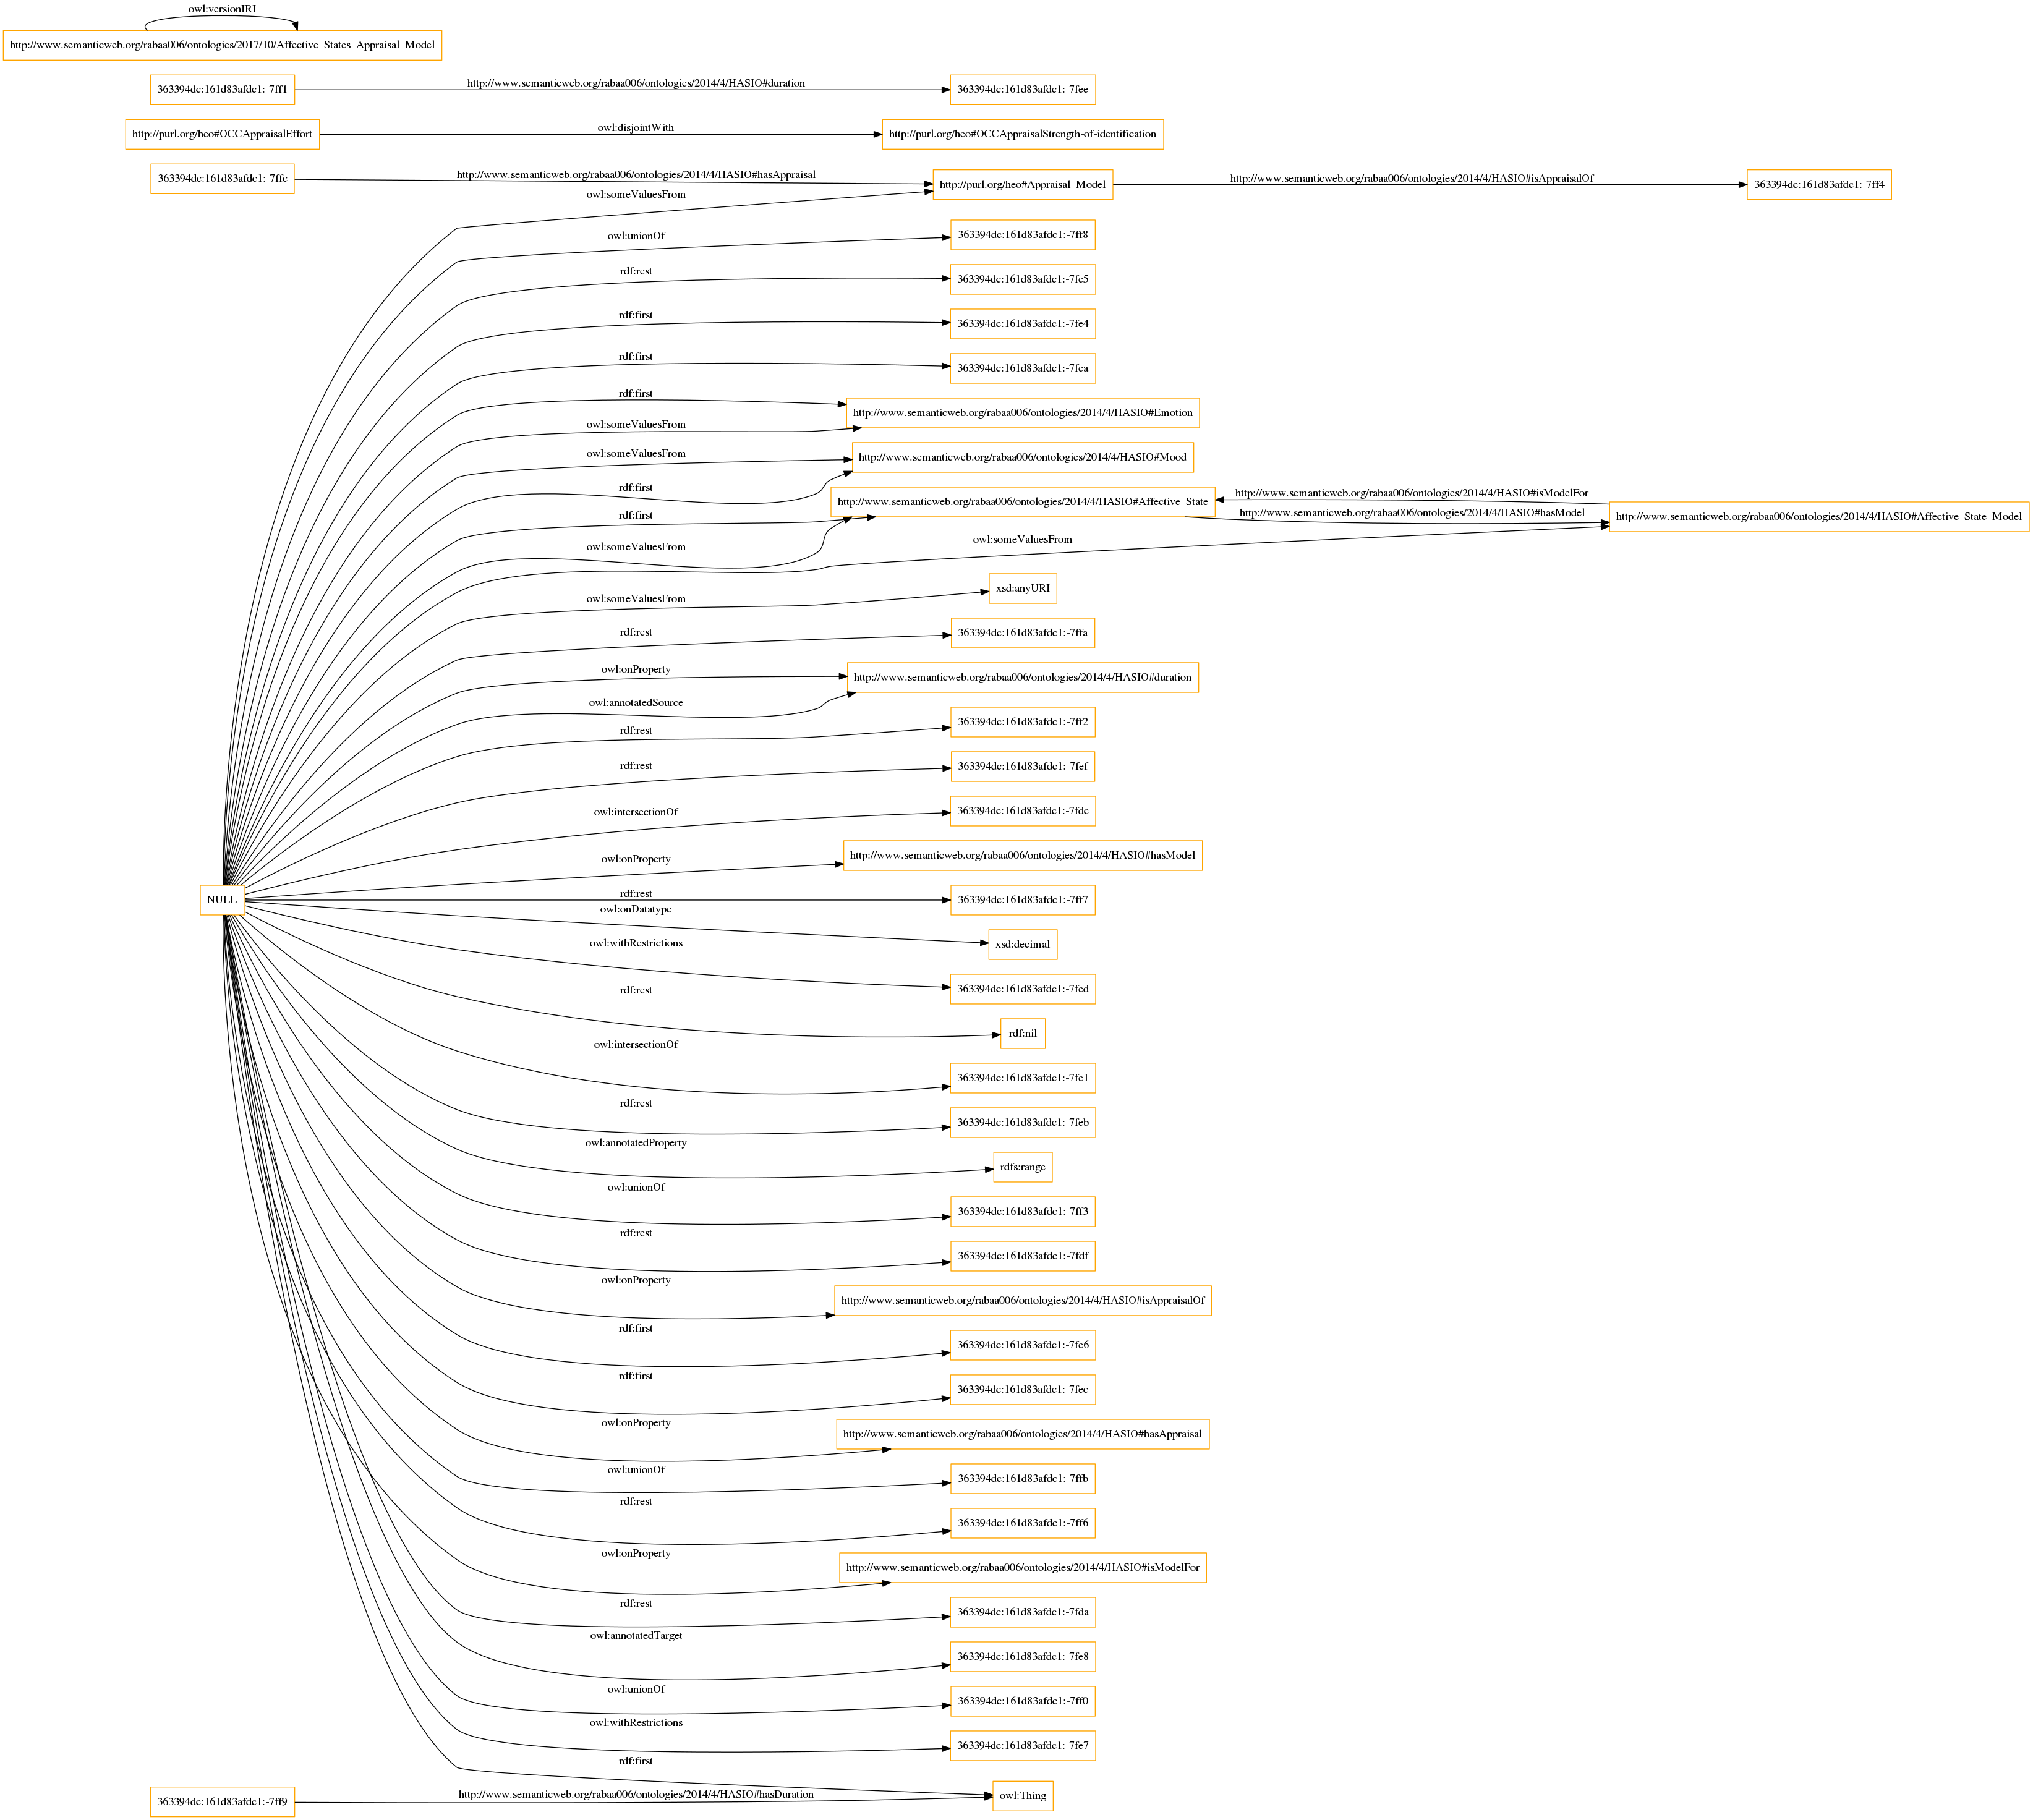 owl:versionIRI
http://www.semanticweb.org/rabaa006/ontologies/2017/10/Affective_States_Appraisal_Model
363394dc:161d83afdc1:-7ff1
http://www.semanticweb.org/rabaa006/ontologies/2014/4/HASIO#duration
363394dc:161d83afdc1:-7fee
http://purl.org/heo#OCCAppraisalEffort
owl:disjointWith
http://purl.org/heo#OCCAppraisalStrength-of-identification
363394dc:161d83afdc1:-7ffc
http://www.semanticweb.org/rabaa006/ontologies/2014/4/HASIO#hasAppraisal
http://purl.org/heo#Appraisal_Model
http://www.semanticweb.org/rabaa006/ontologies/2014/4/HASIO#isAppraisalOf
363394dc:161d83afdc1:-7ff4
owl:someValuesFrom
owl:unionOf
363394dc:161d83afdc1:-7ff8
rdf:rest
363394dc:161d83afdc1:-7fe5
rdf:first
363394dc:161d83afdc1:-7fe4
rdf:first
363394dc:161d83afdc1:-7fea
rdf:first
http://www.semanticweb.org/rabaa006/ontologies/2014/4/HASIO#Emotion
owl:someValuesFrom
owl:someValuesFrom
http://www.semanticweb.org/rabaa006/ontologies/2014/4/HASIO#Mood
rdf:first
http://www.semanticweb.org/rabaa006/ontologies/2014/4/HASIO#Affective_State
http://www.semanticweb.org/rabaa006/ontologies/2014/4/HASIO#isModelFor
rdf:first
http://www.semanticweb.org/rabaa006/ontologies/2014/4/HASIO#hasModel
http://www.semanticweb.org/rabaa006/ontologies/2014/4/HASIO#Affective_State_Model
owl:someValuesFrom
owl:someValuesFrom
xsd:anyURI
owl:someValuesFrom
rdf:rest
363394dc:161d83afdc1:-7ffa
owl:onProperty
http://www.semanticweb.org/rabaa006/ontologies/2014/4/HASIO#duration
owl:annotatedSource
363394dc:161d83afdc1:-7ff2
rdf:rest
rdf:rest
363394dc:161d83afdc1:-7fef
owl:intersectionOf
363394dc:161d83afdc1:-7fdc
owl:onProperty
http://www.semanticweb.org/rabaa006/ontologies/2014/4/HASIO#hasModel
NULL
rdf:rest
363394dc:161d83afdc1:-7ff7
owl:onDatatype
xsd:decimal
owl:withRestrictions
363394dc:161d83afdc1:-7fed
rdf:rest
rdf:nil
owl:intersectionOf
363394dc:161d83afdc1:-7fe1
rdf:rest
363394dc:161d83afdc1:-7feb
owl:annotatedProperty
rdfs:range
owl:unionOf
363394dc:161d83afdc1:-7ff3
rdf:rest
363394dc:161d83afdc1:-7fdf
owl:onProperty
http://www.semanticweb.org/rabaa006/ontologies/2014/4/HASIO#isAppraisalOf
rdf:first
363394dc:161d83afdc1:-7fe6
rdf:first
363394dc:161d83afdc1:-7fec
owl:onProperty
http://www.semanticweb.org/rabaa006/ontologies/2014/4/HASIO#hasAppraisal
owl:unionOf
363394dc:161d83afdc1:-7ffb
rdf:rest
363394dc:161d83afdc1:-7ff6
owl:onProperty
http://www.semanticweb.org/rabaa006/ontologies/2014/4/HASIO#isModelFor
rdf:rest
363394dc:161d83afdc1:-7fda
owl:annotatedTarget
363394dc:161d83afdc1:-7fe8
owl:unionOf
363394dc:161d83afdc1:-7ff0
owl:withRestrictions
363394dc:161d83afdc1:-7fe7
rdf:first
363394dc:161d83afdc1:-7ff9
http://www.semanticweb.org/rabaa006/ontologies/2014/4/HASIO#hasDuration
owl:Thing